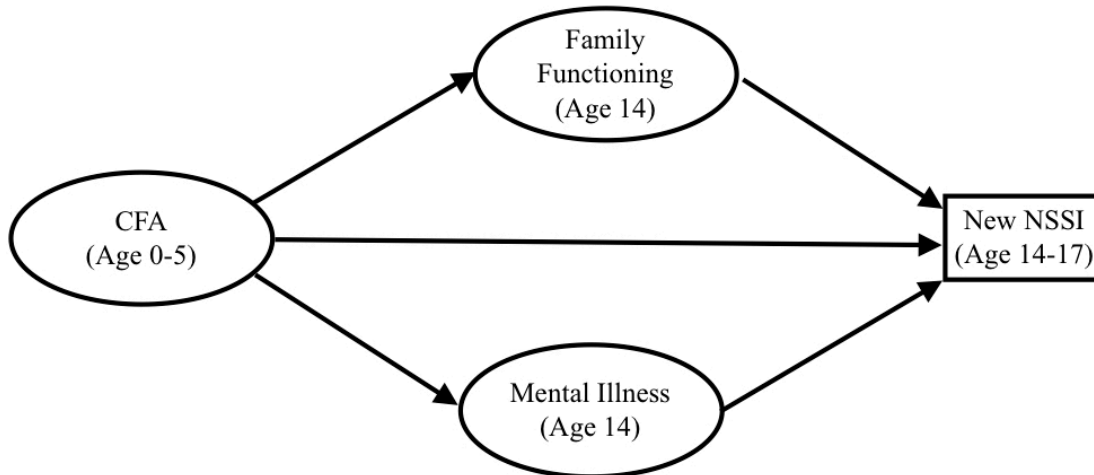 Family
Functioning
(Age 14)
CFA
(Age 0-5)
New NSSI
(Age 14-17)
Mental Illness
(Age 14)